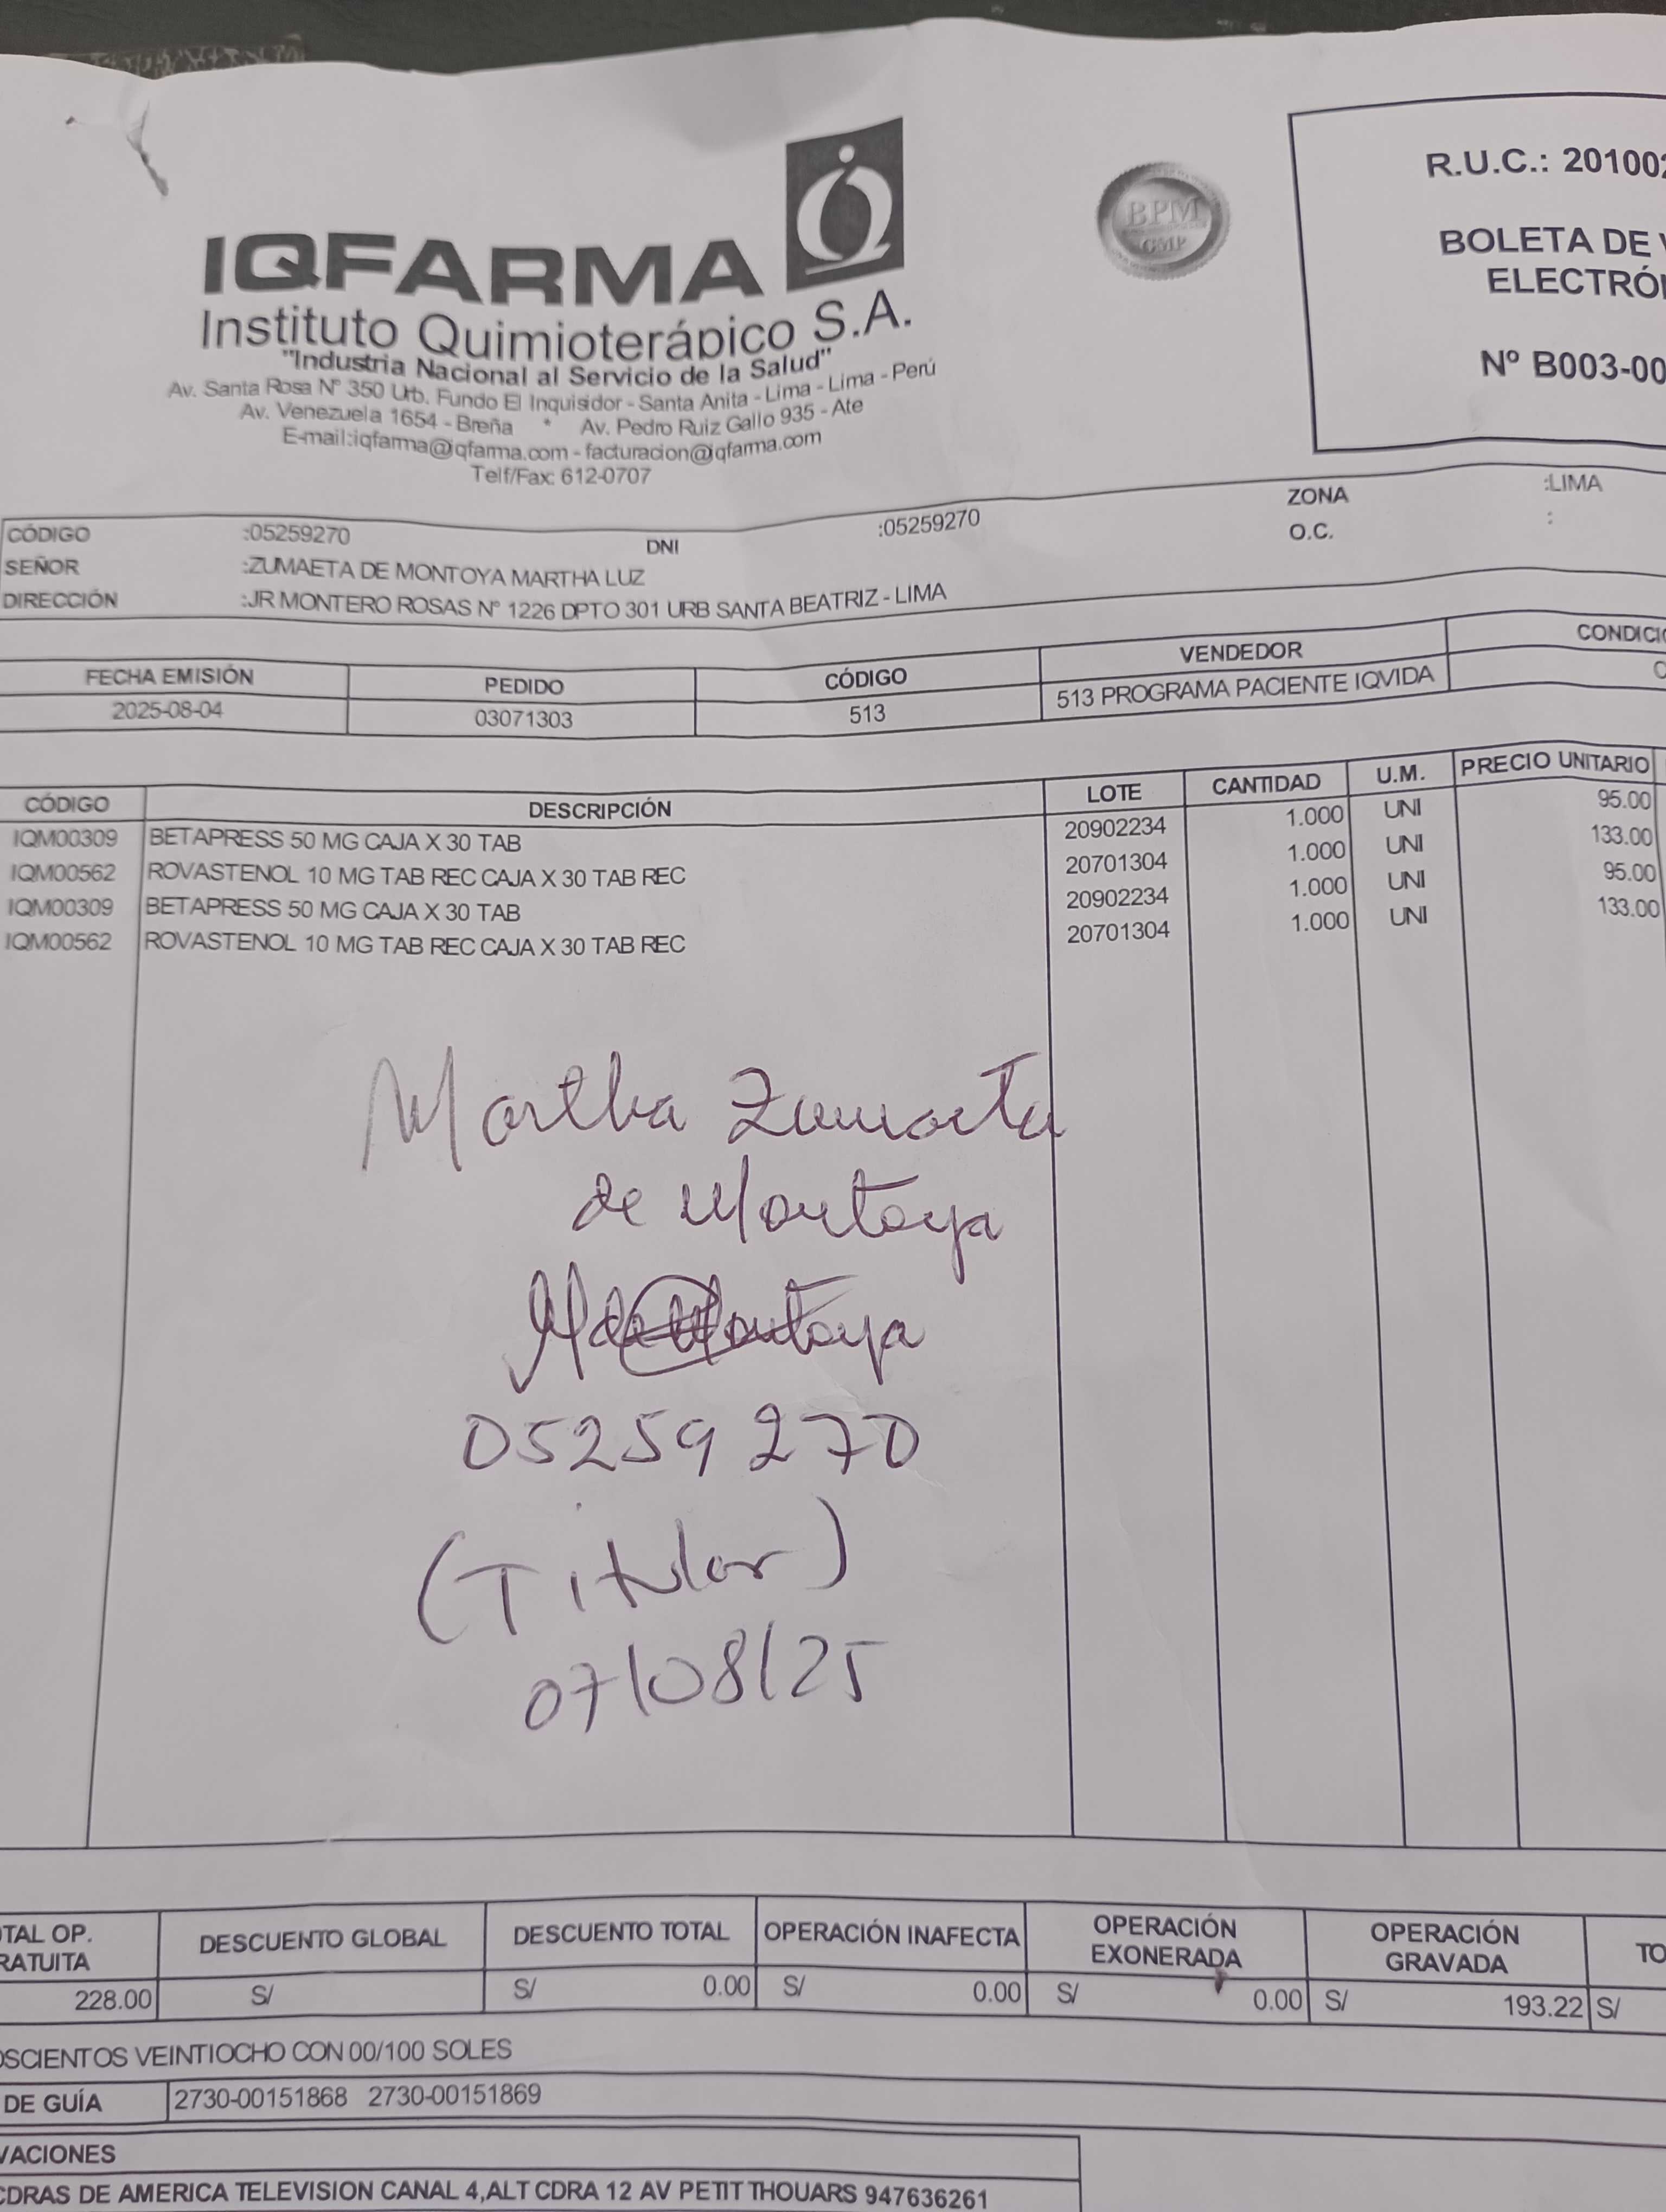 IQFARMA
Instituto Quimioterápico S.A.
"Industria Nacional al Servicio de la Salud"
Av. Santa Rosa N° 350 Urb. Fundo El Inquisidor - Santa Anita - Lima - Lima - Perú
Av. Venezuela 1654 - Breña * Av. Pedro Ruiz Gallo 935 - Ate
E-mail:iqfarma@iqfarma.com - facturacion@iqfarma.com
Telf/Fax: 612-0707
BPM
GMP
R.U.C.: 20100
BOLETA DE
ELECTRÓ
Nº B003-00
CÓDIGO :05259270 DNI :05259270 ZONA :LIMA
SEÑOR :ZUMAETA DE MONTOYA MARTHA LUZ O.C. :
DIRECCIÓN :JR MONTERO ROSAS N° 1226 DPTO 301 URB SANTA BEATRIZ - LIMA
FECHA EMISIÓN PEDIDO CÓDIGO VENDEDOR CONDICI
2025-08-04 03071303 513 513 PROGRAMA PACIENTE IQVIDA
CÓDIGO DESCRIPCIÓN LOTE CANTIDAD U.M. PRECIO UNITARIO
IQM00309 BETAPRESS 50 MG CAJA X 30 TAB 20902234 1.000 UNI 95.00
IQM00562 ROVASTENOL 10 MG TAB REC CAJA X 30 TAB REC 20701304 1.000 UNI 133.00
IQM00309 BETAPRESS 50 MG CAJA X 30 TAB 20902234 1.000 UNI 95.00
IQM00562 ROVASTENOL 10 MG TAB REC CAJA X 30 TAB REC 20701304 1.000 UNI 133.00
Martha Zumaeta
de Montoya
05259270
(Titular)
07/08/25
OTAL OP. RATUITA DESCUENTO GLOBAL DESCUENTO TOTAL OPERACIÓN INAFECTA OPERACIÓN EXONERADA OPERACIÓN GRAVADA TO
228.00 S/ S/ 0.00 S/ 0.00 S/ 0.00 S/ 193.22 S/
OSCIENTOS VEINTIOCHO CON 00/100 SOLES
DE GUÍA 2730-00151868 2730-00151869
VACIONES
CDRAS DE AMERICA TELEVISION CANAL 4,ALT CDRA 12 AV PETIT THOUARS 947636261